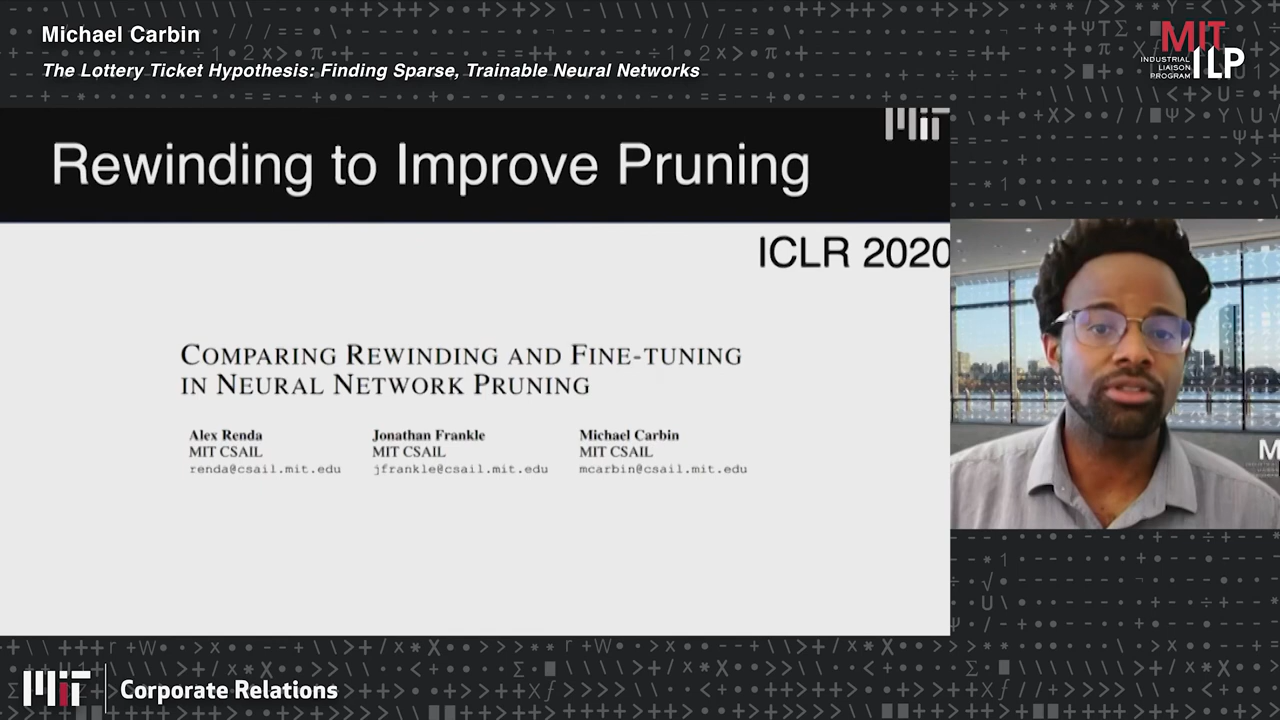 Michael Carbin
The Lottery Ticket Hypothesis: Finding Sparse, Trainable Neural Networks
MIT
INDUSTRIAL
LIAISON
PROGRAM
ILP
MIT
Rewinding to Improve Pruning
ICLR 2020
COMPARING REWINDING AND FINE-TUNING
IN NEURAL NETWORK PRUNING
Alex Renda Jonathan Frankle Michael Carbin
MIT CSAIL MIT CSAIL MIT CSAIL
renda@csail.mit.edu jfrankle@csail.mit.edu mcarbin@csail.mit.edu
M
MIT Corporate Relations